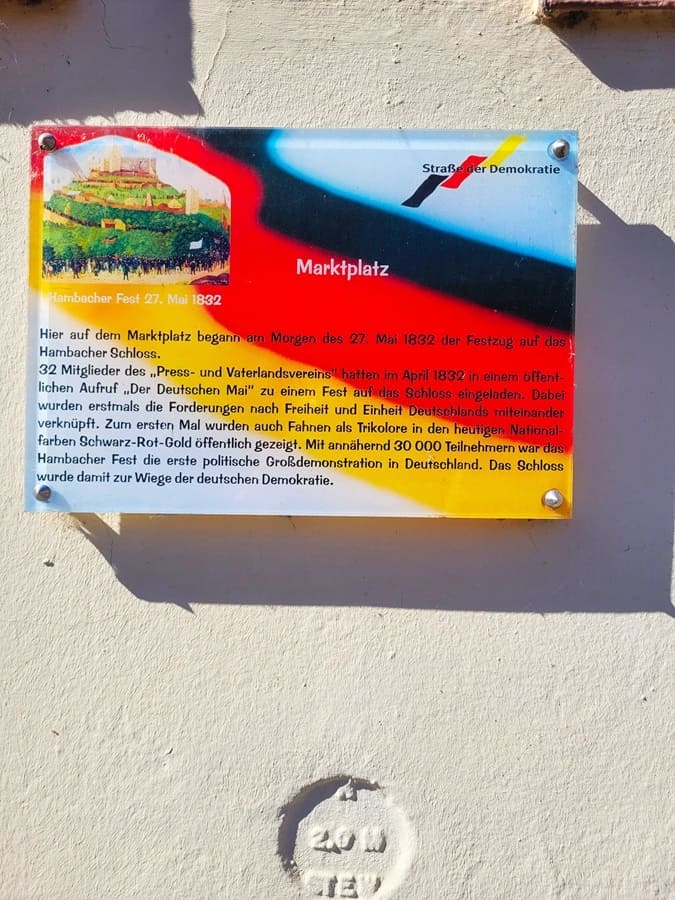 Straße der Demokratie
Marktplatz
Hambacher Fest 27. Mai 1832
Hier auf dem Marktplatz begann am Morgen des 27. Mai 1832 der Festzug auf das
Hambacher Schloss.
32 Mitglieder des „Press- und Vaterlandsvereins" hatten im April 1832 in einem öffent-
lichen Aufruf „Der Deutschen Mai" zu einem Fest auf das Schloss eingeladen. Dabei
wurden erstmals die Forderungen nach Freiheit und Einheit Deutschlands miteinander
verknüpft. Zum ersten Mal wurden auch Fahnen als Trikolore in den heutigen National-
farben Schwarz-Rot-Gold öffentlich gezeigt. Mit annähernd 30 000 Teilnehmern war das
Hambacher Fest die erste politische Großdemonstration in Deutschland. Das Schloss
wurde damit zur Wiege der deutschen Demokratie.
2.0 M